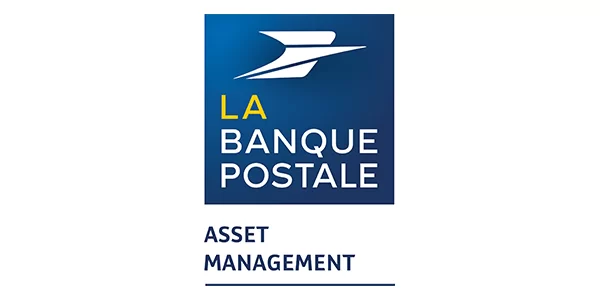 LA
BANQUE
POSTALE
ASSET
MANAGEMENT